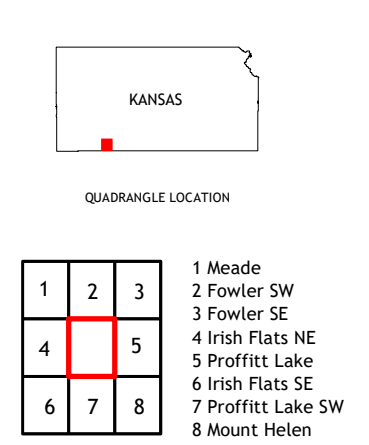 KANSAS
QUADRANGLE LOCATION
1 2 3
4 5
6 7 8
1 Meade
2 Fowler SW
3 Fowler SE
4 Irish Flats NE
5 Proffitt Lake
6 Irish Flats SE
7 Proffitt Lake SW
8 Mount Helen